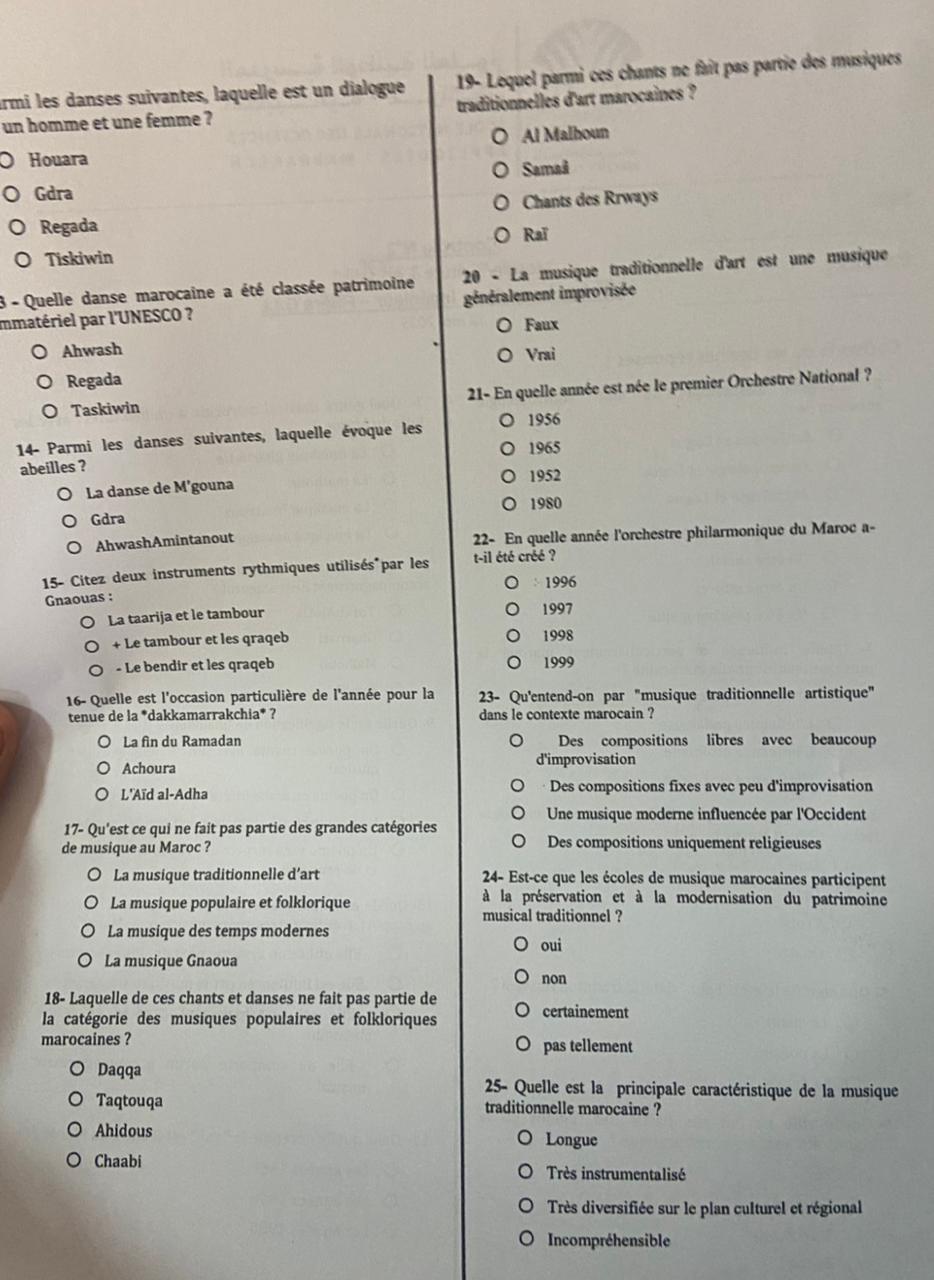 rmi les danses suivantes, laquelle est un dialogue
un homme et une femme ?
Houara
Gdra
Regada
Tiskiwin
3 - Quelle danse marocaine a été classée patrimoine
mmatériel par l'UNESCO ?
Ahwash
Regada
Taskiwin
14- Parmi les danses suivantes, laquelle évoque les
abeilles ?
La danse de M'gouna
Gdra
AhwashAmintanout
15- Citez deux instruments rythmiques utilisés par les
Gnaouas :
La taarija et le tambour
+ Le tambour et les qraqeb
- Le bendir et les qraqeb
16- Quelle est l'occasion particulière de l'année pour la
tenue de la "dakkamarrakchia" ?
La fin du Ramadan
Achoura
L'Aïd al-Adha
17- Qu'est ce qui ne fait pas partie des grandes catégories
de musique au Maroc ?
La musique traditionnelle d'art
La musique populaire et folklorique
La musique des temps modernes
La musique Gnaoua
18- Laquelle de ces chants et danses ne fait pas partie de
la catégorie des musiques populaires et folkloriques
marocaines ?
Daqqa
Taqtouqa
Ahidous
Chaabi
19- Lequel parmi ces chants ne fait pas partie des musiques
traditionnelles d'art marocaines ?
Al Malhoun
Samaâ
Chants des Rrways
Raï
20 - La musique traditionnelle d'art est une musique
généralement improvisée
Faux
Vrai
21- En quelle année est née le premier Orchestre National ?
1956
1965
1952
1980
22- En quelle année l'orchestre philarmonique du Maroc a-
t-il été créé ?
1996
1997
1998
1999
23- Qu'entend-on par "musique traditionnelle artistique"
dans le contexte marocain ?
Des compositions libres avec beaucoup
d'improvisation
Des compositions fixes avec peu d'improvisation
Une musique moderne influencée par l'Occident
Des compositions uniquement religieuses
24- Est-ce que les écoles de musique marocaines participent
à la préservation et à la modernisation du patrimoine
musical traditionnel ?
oui
non
certainement
pas tellement
25- Quelle est la principale caractéristique de la musique
traditionnelle marocaine ?
Longue
Très instrumentalisé
Très diversifiée sur le plan culturel et régional
Incompréhensible